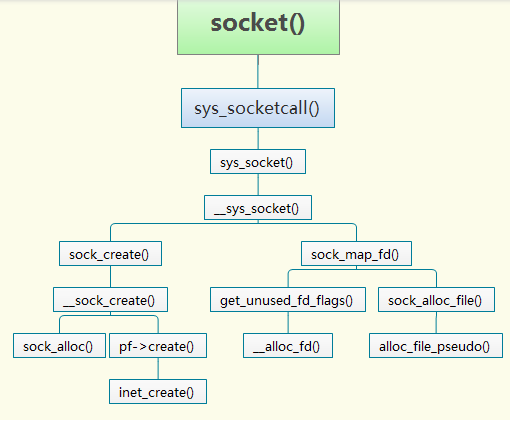 socket()
sys_socketcall()
sys_socket()
__sys_socket()
sock_create()
sock_map_fd()
__sock_create()
get_unused_fd_flags()
sock_alloc_file()
sock_alloc()
pf->create()
__alloc_fd()
alloc_file_pseudo()
inet_create()